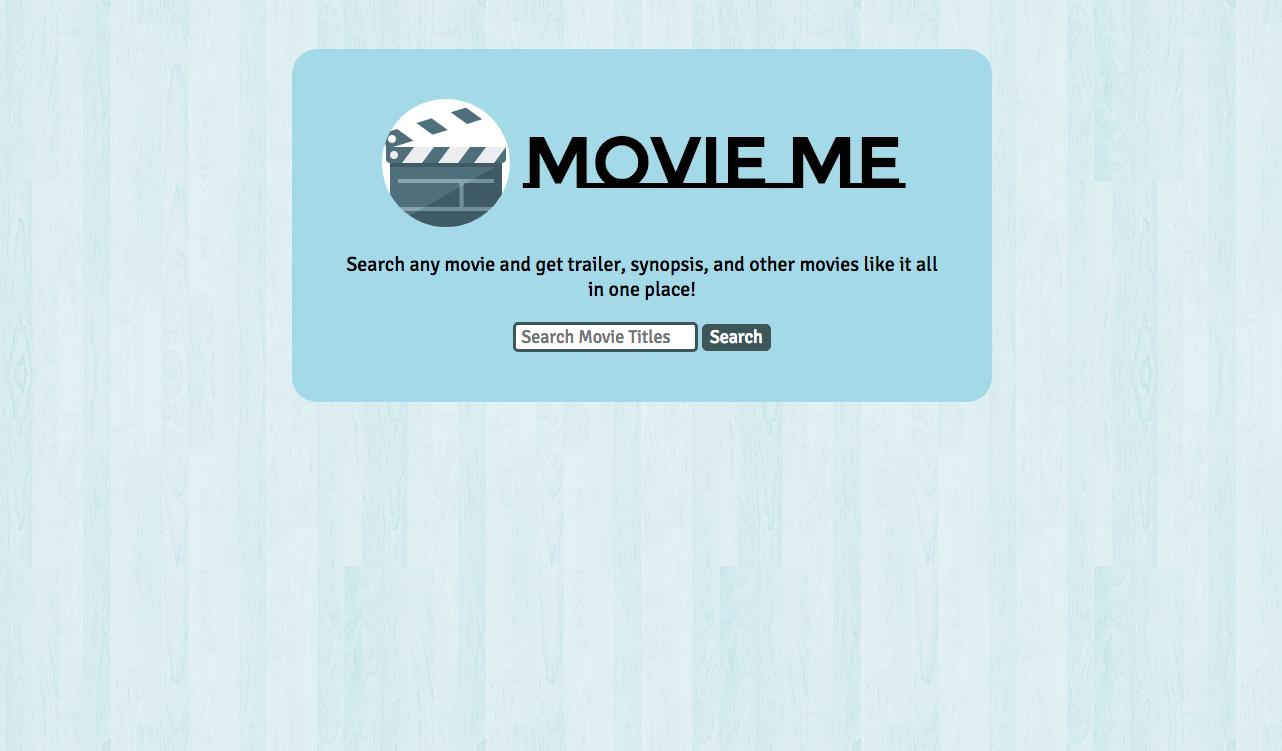 MOVIE ME
Search any movie and get trailer, synopsis, and other movies like it all
in one place!
Search Movie Titles Search